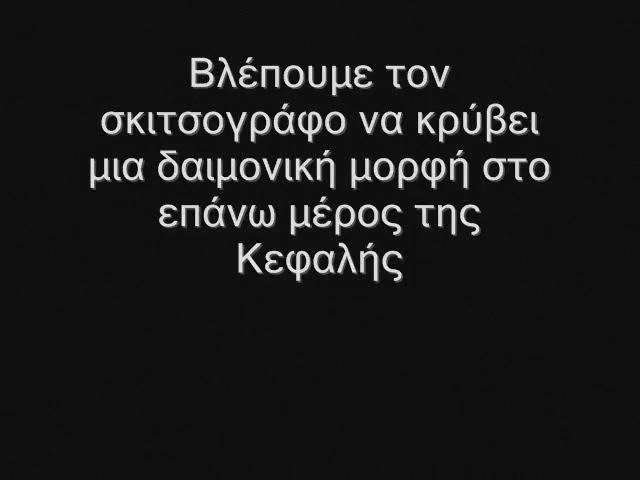 Βλέπουμε τον
σκιτσογράφο να κρύβει
μια δαιμονική μορφή στο
επάνω μέρος της
Κεφαλής